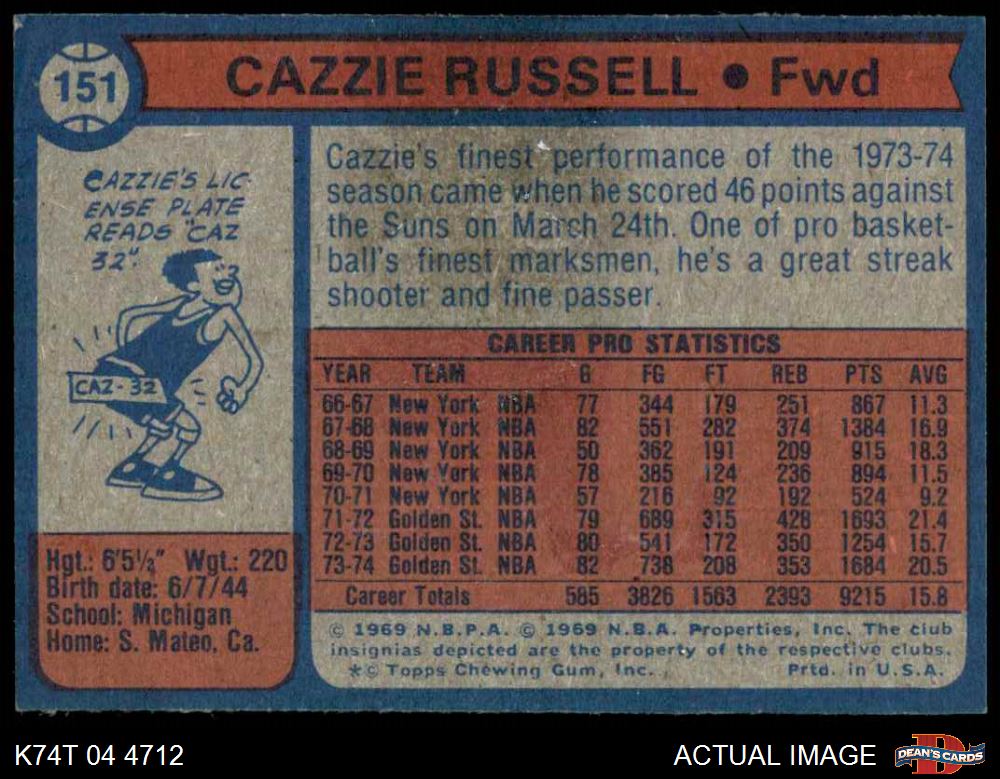 151
CAZZIE RUSSELL • Fwd
CAZZIE'S LIC-
ENSE PLATE
READS "CAZ
32".
CAZ-32
Hgt.: 6'5½" Wgt.: 220
Birth date: 6/7/44
School: Michigan
Home: S. Mateo, Ca.
Cazzie's finest performance of the 1973-74
season came when he scored 46 points against
the Suns on March 24th. One of pro basket-
ball's finest marksmen, he's a great streak
shooter and fine passer.
CAREER PRO STATISTICS
YEAR TEAM G FG FT REB PTS AVG
66-67 New York NBA 77 344 179 251 867 11.3
67-68 New York NBA 82 551 282 374 1384 16.9
68-69 New York NBA 50 362 191 209 915 18.3
69-70 New York NBA 78 385 124 236 894 11.5
70-71 New York NBA 57 216 92 192 524 9.2
71-72 Golden St. NBA 79 689 315 428 1693 21.4
72-73 Golden St. NBA 80 541 172 350 1254 15.7
73-74 Golden St. NBA 82 738 208 353 1684 20.5
Career Totals 585 3826 1563 2393 9215 15.8
© 1969 N.B.P.A. © 1969 N.B.A. Properties, Inc. The club
insignias depicted are the property of the respective clubs.
*© Topps Chewing Gum, Inc. Prtd. in U.S.A.
K74T 04 4712
ACTUAL IMAGE
D
DEAN'S CARDS